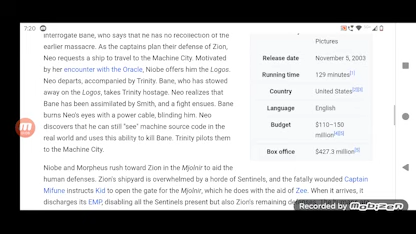 7:20
interrogate Bane, who says that he has no recollection of the
earlier massacre. As the captains plan their defense of Zion,
Neo requests a ship to travel to the Machine City. Motivated
by her encounter with the Oracle, Niobe offers him the Logos.
Neo departs, accompanied by Trinity. Bane, who has stowed
away on the Logos, takes Trinity hostage. Neo realizes that
Bane has been assimilated by Smith, and a fight ensues. Bane
burns Neo's eyes with a power cable, blinding him. Neo
discovers that he can still "see" machine source code in the
real world and uses this ability to kill Bane. Trinity pilots them
to the Machine City.
Niobe and Morpheus rush toward Zion in the Mjolnir to aid the
human defenses. Zion's shipyard is overwhelmed by a horde of Sentinels, and the fatally wounded Captain
Mifune instructs Kid to open the gate for the Mjolnir, which he does with the aid of Zee. When it arrives, it
discharges its EMP, disabling all the Sentinels present but also Zion's remaining
Pictures
Release date November 5, 2003
Running time 129 minutes[1]
Country United States[2][3]
Language English
Budget $110–150
million[4][5]
Box office $427.3 million[5]
Recorded by Mobizen